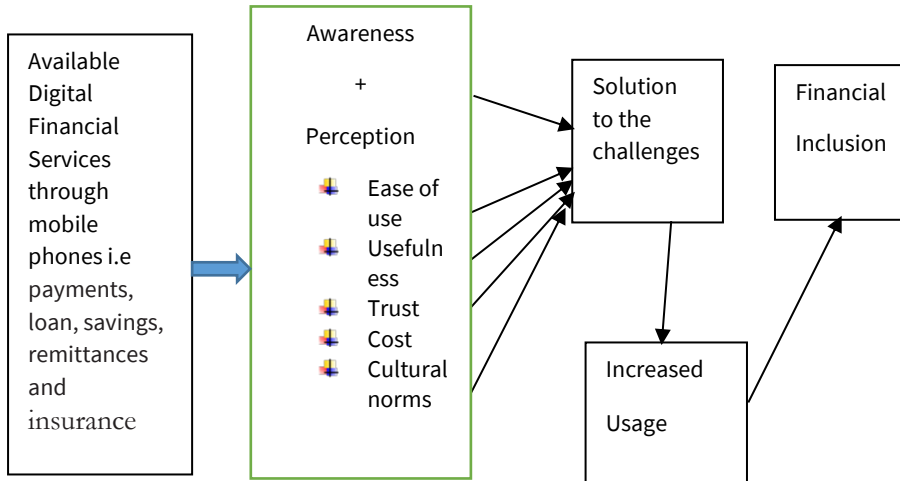 Available
Digital
Financial
Services
through
mobile
phones i.e
payments,
loan, savings,
remittances
and
insurance
Awareness
+
Perception
Ease of
use
Usefuln
ess
Trust
Cost
Cultural
norms
Solution
to the
challenges
Increased
Usage
Financial
Inclusion